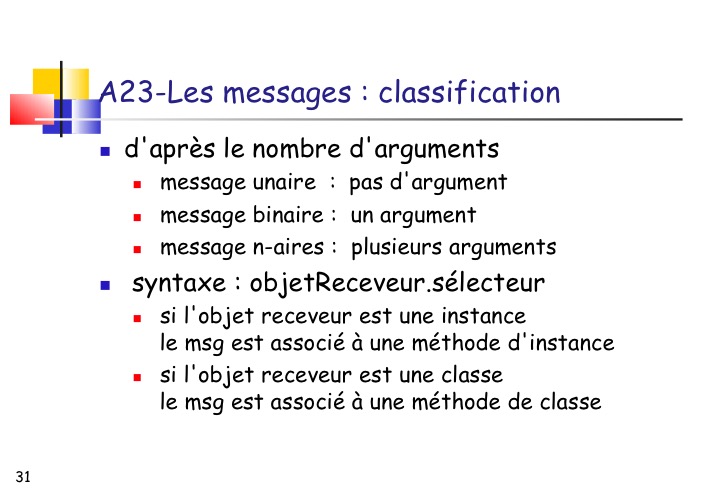 A23-Les messages : classification
d'après le nombre d'arguments
message unaire : pas d'argument
message binaire : un argument
message n-aires : plusieurs arguments
syntaxe : objetReceveur.sélecteur
si l'objet receveur est une instance
le msg est associé à une méthode d'instance
si l'objet receveur est une classe
le msg est associé à une méthode de classe
31